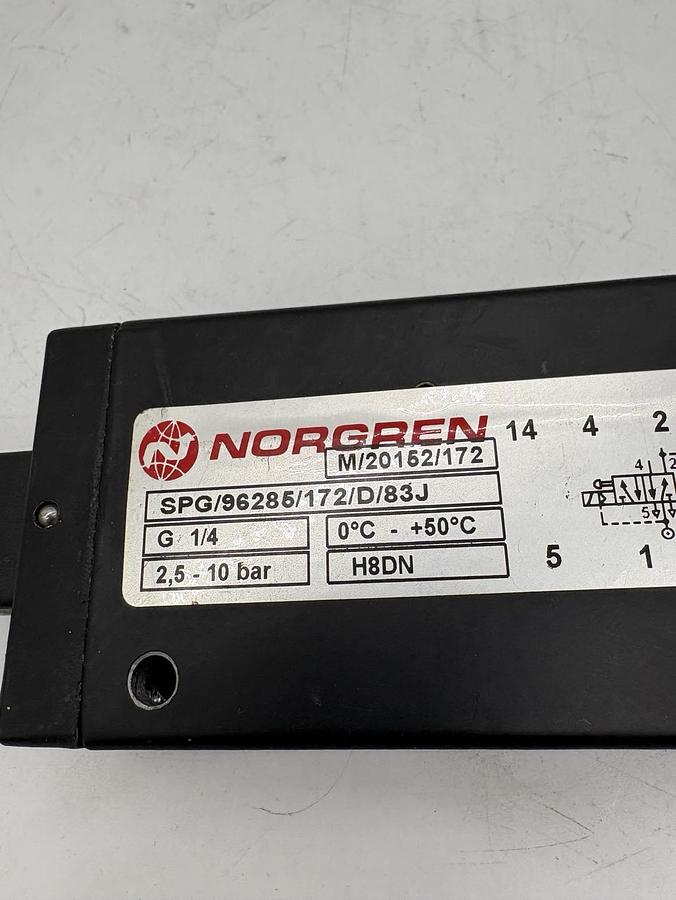 NORGREN
M/20152/172
SPG/96285/172/D/83J
G 1/4
0°C - +50°C
2,5 - 10 bar
H8DN
14 4 2
4 2
5
5 1